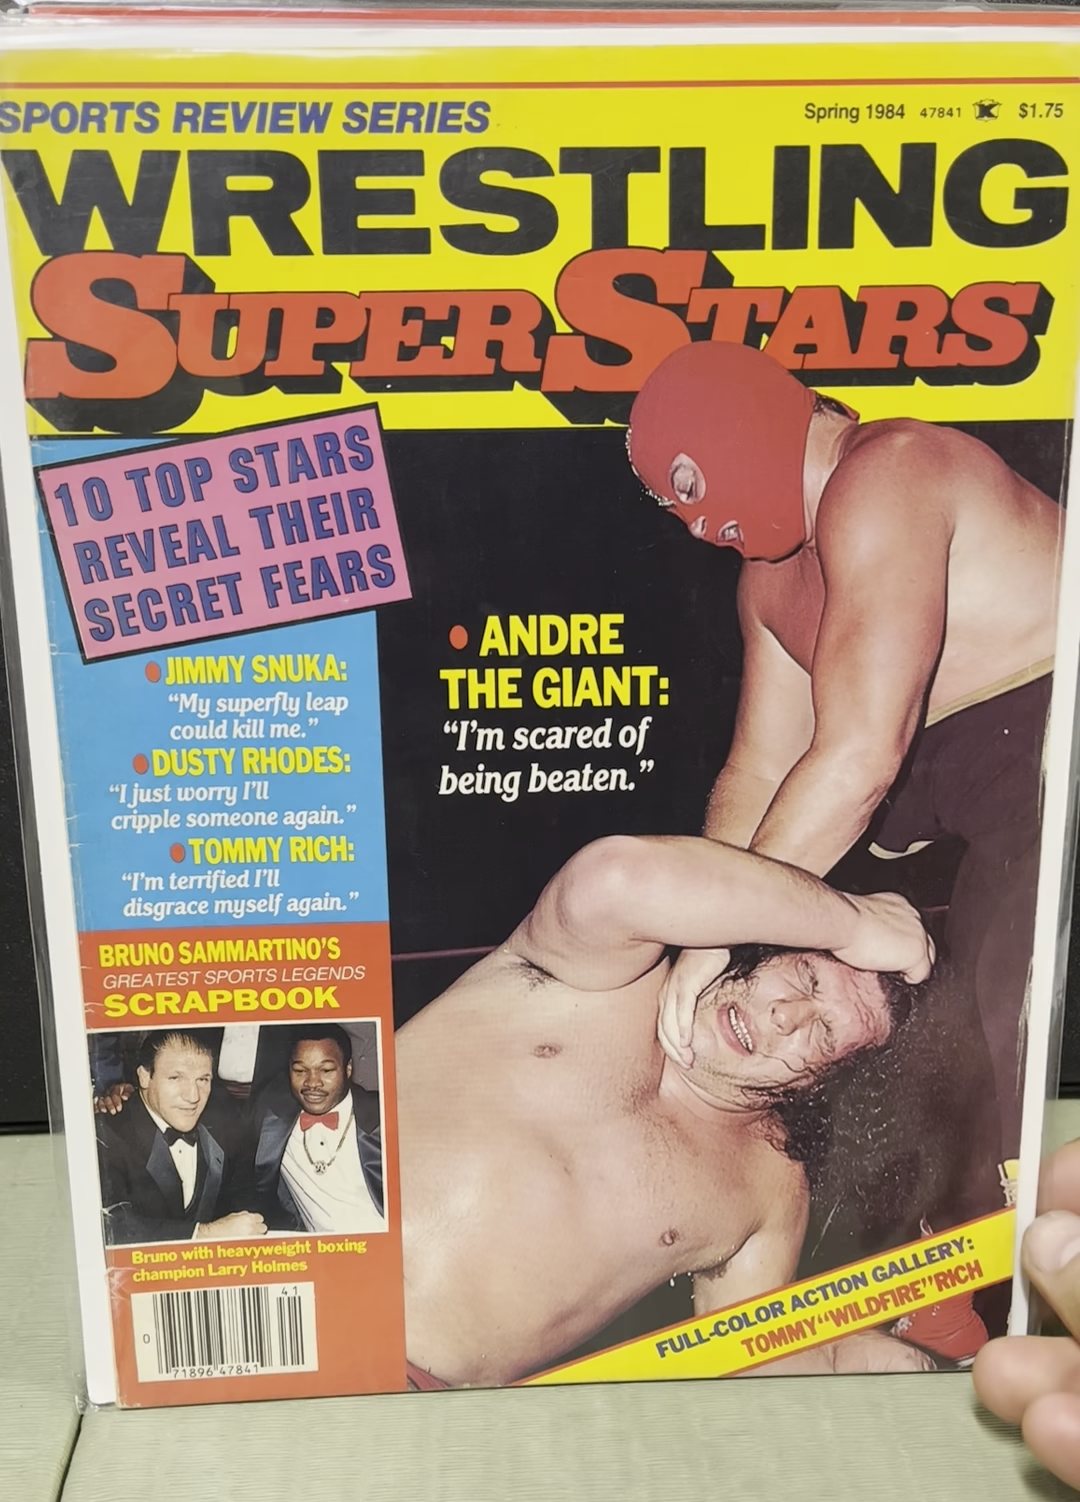 SPORTS REVIEW SERIES
Spring 1984 47841 K $1.75
WRESTLING
SUPERSTARS
10 TOP STARS
REVEAL THEIR
SECRET FEARS
• JIMMY SNUKA:
“My superfly leap
could kill me.”
• DUSTY RHODES:
“I just worry I’ll
cripple someone again.”
• TOMMY RICH:
“I’m terrified I’ll
disgrace myself again.”
• ANDRE
THE GIANT:
“I’m scared of
being beaten.”
BRUNO SAMMARTINO’S
GREATEST SPORTS LEGENDS
SCRAPBOOK
Bruno with heavyweight boxing
champion Larry Holmes
41
0 71896 47841
FULL-COLOR ACTION GALLERY:
TOMMY “WILDFIRE” RICH